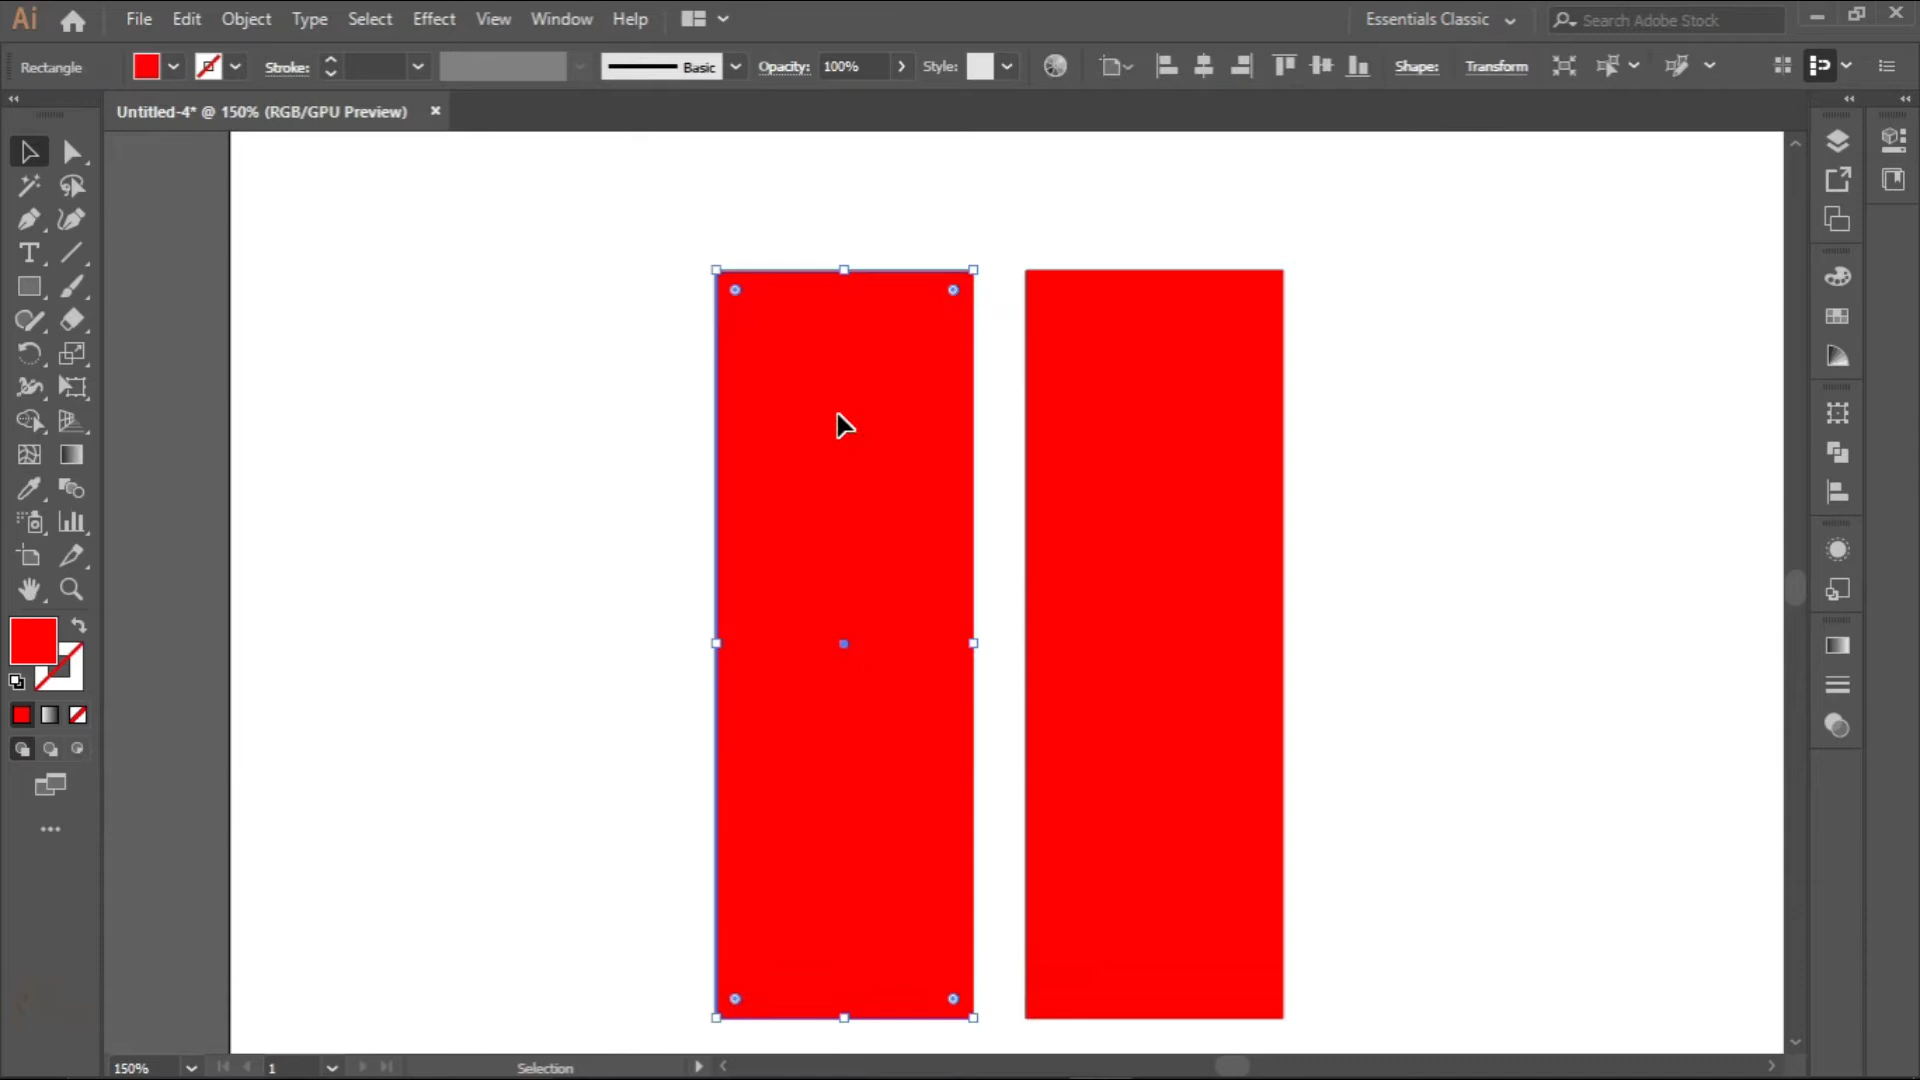 Ai File Edit Object Type Select Effect View Window Help Essentials Classic Search Adobe Stock
Rectangle Stroke: Basic Opacity: 100% Style: Shape: Transform
Untitled-4* @ 150% (RGB/GPU Preview)
150% 1 Selection